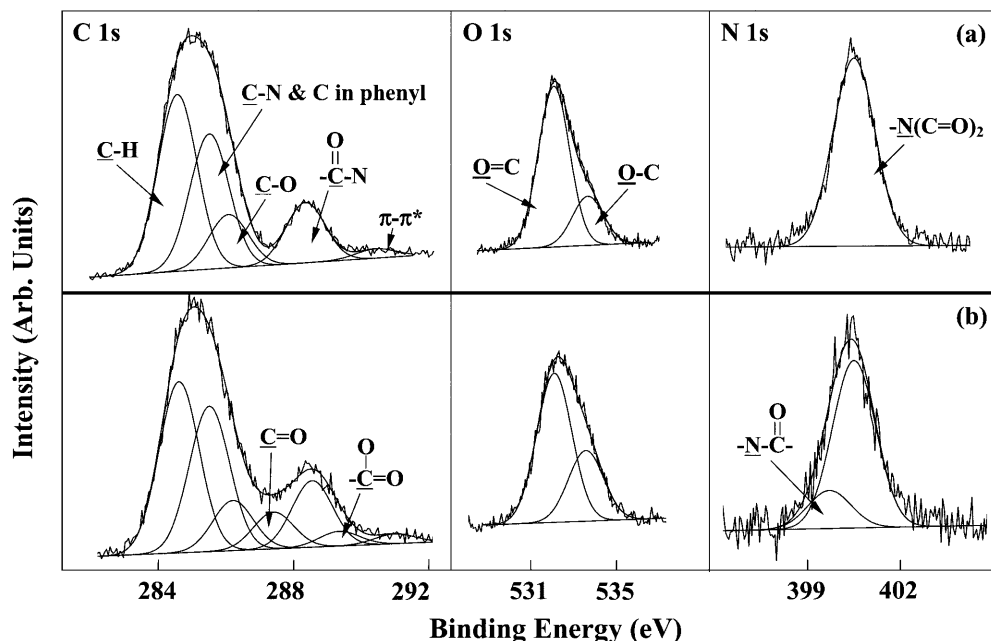 C 1s
O 1s
N 1s
(a)
C-N & C in phenyl
O
-C-N
C-H
C-O
π-π*
O=C
O-C
-N(C=O)2
(b)
C=O
O
-C=O
O
-N-C-
284 288 292
531 535
399 402
Binding Energy (eV)
Intensity (Arb. Units)